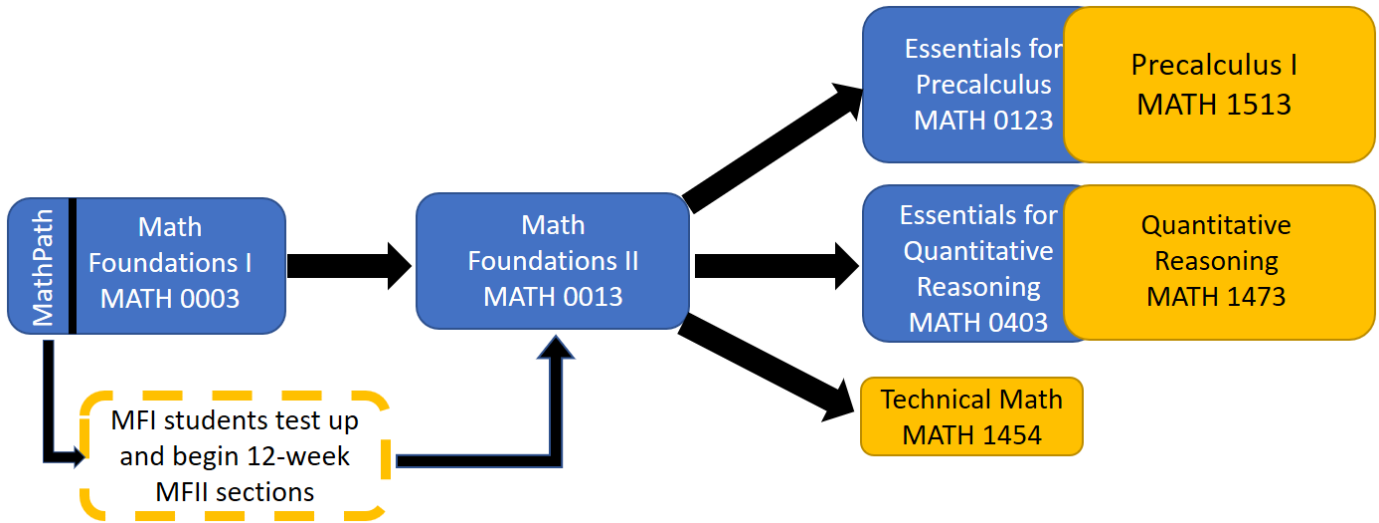 MathPath
Math
Foundations I
MATH 0003
MFI students test up
and begin 12-week
MFII sections
Math
Foundations II
MATH 0013
Essentials for
Precalculus
MATH 0123
Precalculus I
MATH 1513
Essentials for
Quantitative
Reasoning
MATH 0403
Quantitative
Reasoning
MATH 1473
Technical Math
MATH 1454